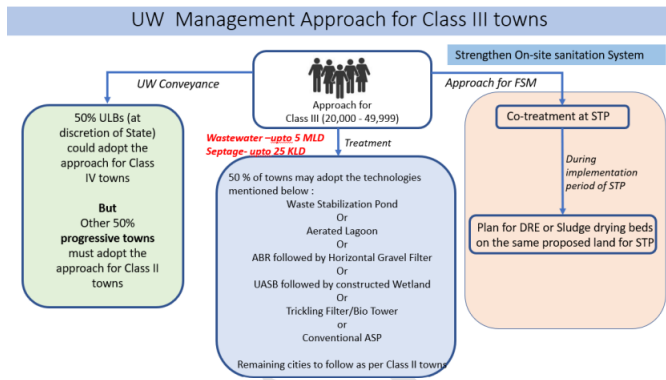 UW Management Approach for Class III towns
Strengthen On-site sanitation System
UW Conveyance
Approach for FSM
Approach for
Class III (20,000 - 49,999)
Wastewater –upto 5 MLD
Septage- upto 25 KLD
Treatment
50% ULBs (at
discretion of State)
could adopt the
approach for Class
IV towns
But
Other 50%
progressive towns
must adopt the
approach for Class II
towns
50 % of towns may adopt the technologies
mentioned below :
Waste Stabilization Pond
Or
Aerated Lagoon
Or
ABR followed by Horizontal Gravel Filter
Or
UASB followed by constructed Wetland
Or
Trickling Filter/Bio Tower
or
Conventional ASP
Remaining cities to follow as per Class II towns
Co-treatment at STP
During
implementation
period of STP
Plan for DRE or Sludge drying beds
on the same proposed land for STP